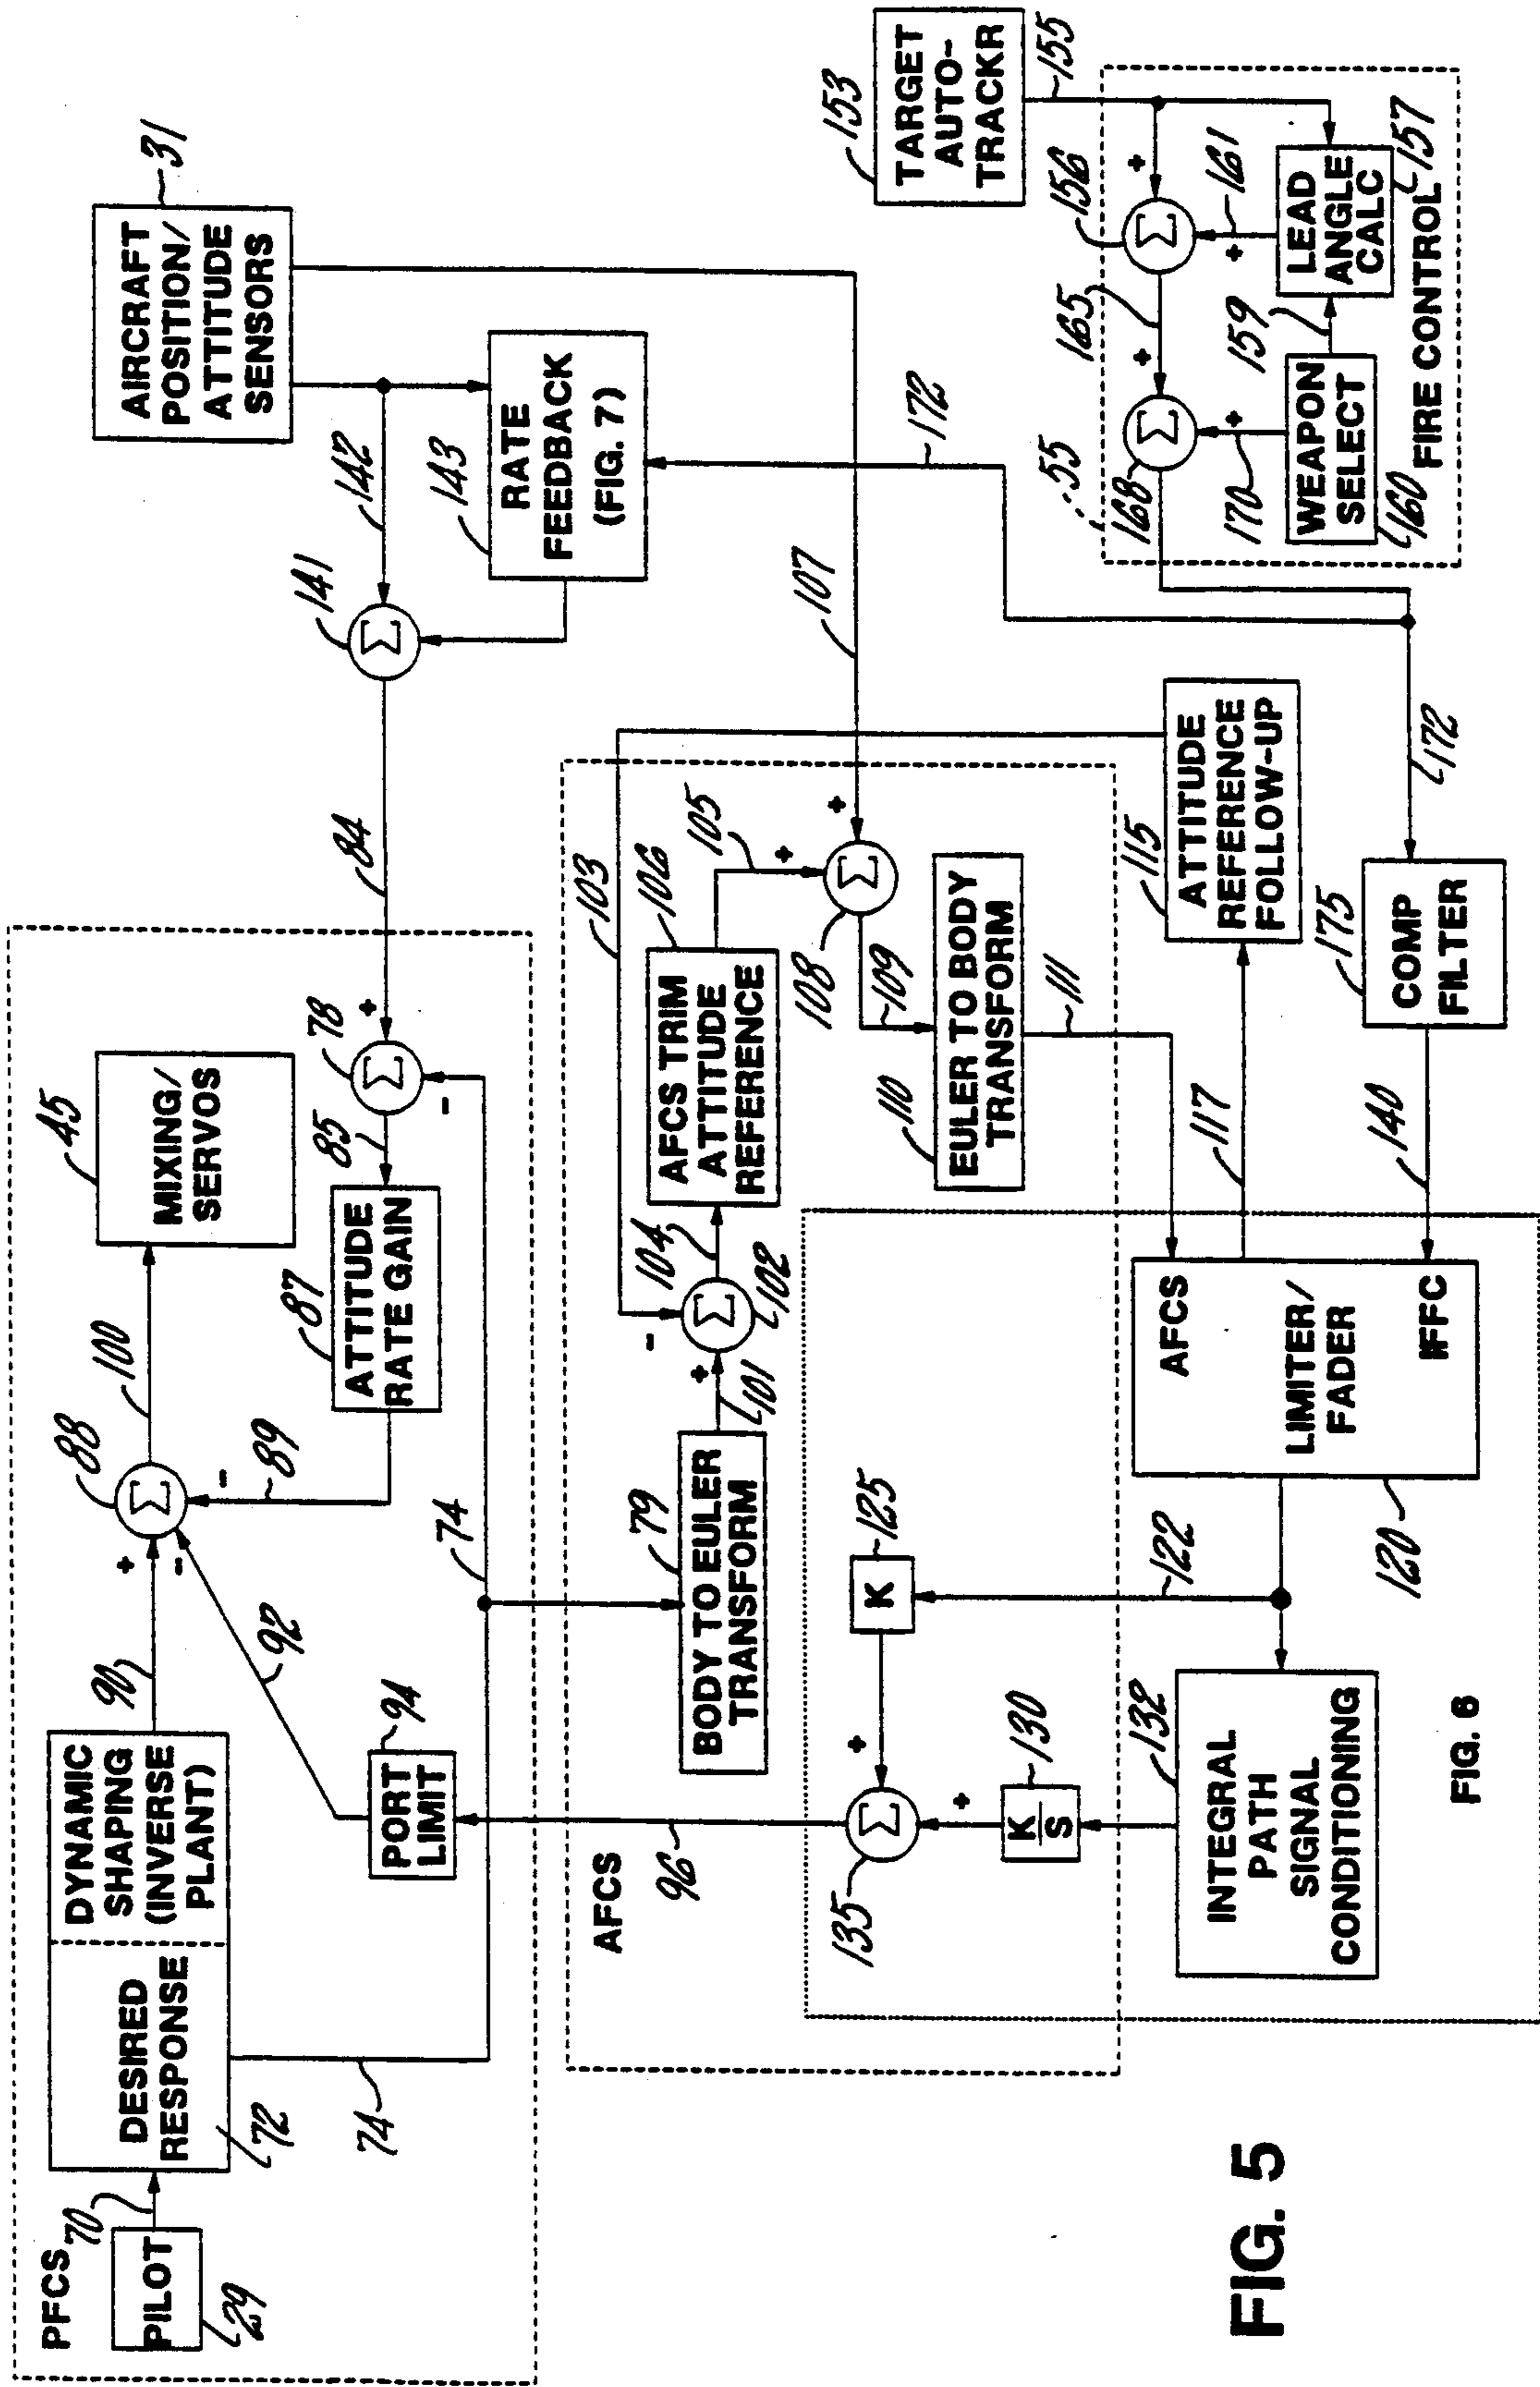 PFCS
PILOT
29
70
DESIRED
RESPONSE
72
DYNAMIC
SHAPING
(INVERSE
PLANT)
90
74
92
PORT
LIMIT
94
88
Σ
+
-
-
89
100
MIXING/
SERVOS
45
ATTITUDE
RATE GAIN
87
85
78
Σ
+
-
74
84
141
Σ
142
AIRCRAFT
POSITION/
ATTITUDE
SENSORS
31
RATE
FEEDBACK
(FIG. 7)
143
172
107
AFCS
96
BODY TO EULER
TRANSFORM
79
101
+
-
Σ
102
103
104
AFCS TRIM
ATTITUDE
REFERENCE
106
105
+
+
Σ
108
109
EULER TO BODY
TRANSFORM
110
111
135
Σ
+
+
K
125
K
S
130
INTEGRAL
PATH
SIGNAL
CONDITIONING
132
122
AFCS
LIMITER/
FADER
IFFC
120
117
ATTITUDE
REFERENCE
FOLLOW-UP
115
140
COMP
FILTER
175
172
TARGET
AUTO-
TRACKR
153
155
55
156
Σ
+
+
161
165
168
Σ
+
+
170
WEAPON
SELECT
160
159
LEAD
ANGLE
CALC
157
FIRE CONTROL
FIG. 6
FIG. 5